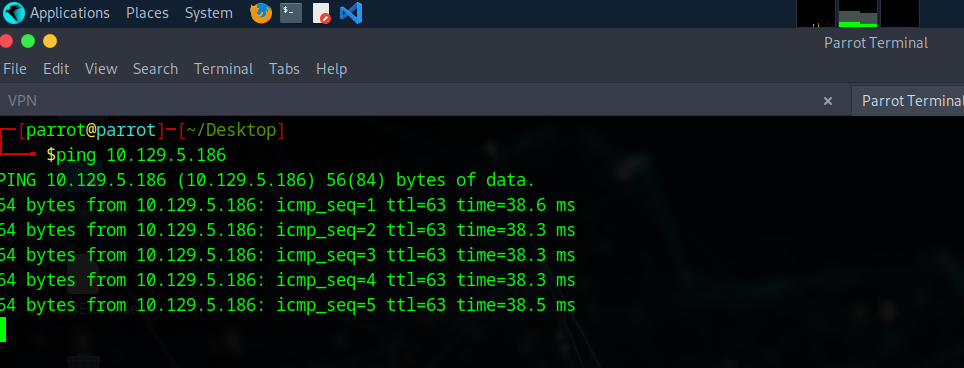 Applications Places System
Parrot Terminal
File Edit View Search Terminal Tabs Help
VPN × Parrot Terminal
[parrot@parrot]-[~/Desktop]
$ping 10.129.5.186
PING 10.129.5.186 (10.129.5.186) 56(84) bytes of data.
64 bytes from 10.129.5.186: icmp_seq=1 ttl=63 time=38.6 ms
64 bytes from 10.129.5.186: icmp_seq=2 ttl=63 time=38.3 ms
64 bytes from 10.129.5.186: icmp_seq=3 ttl=63 time=38.3 ms
64 bytes from 10.129.5.186: icmp_seq=4 ttl=63 time=38.3 ms
64 bytes from 10.129.5.186: icmp_seq=5 ttl=63 time=38.5 ms